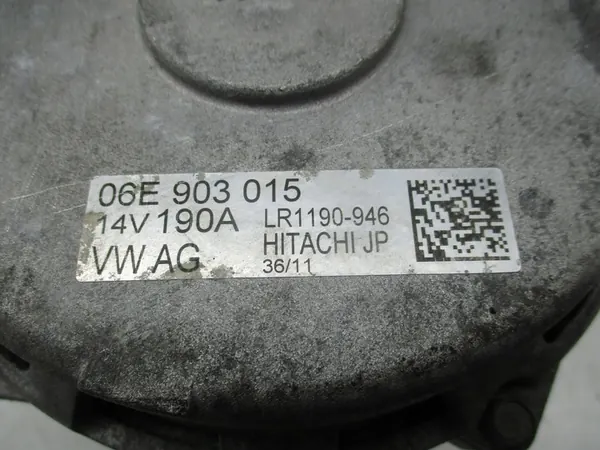 06E 903 015
14V 190A LR1190-946
VW AG HITACHI JP
36/11